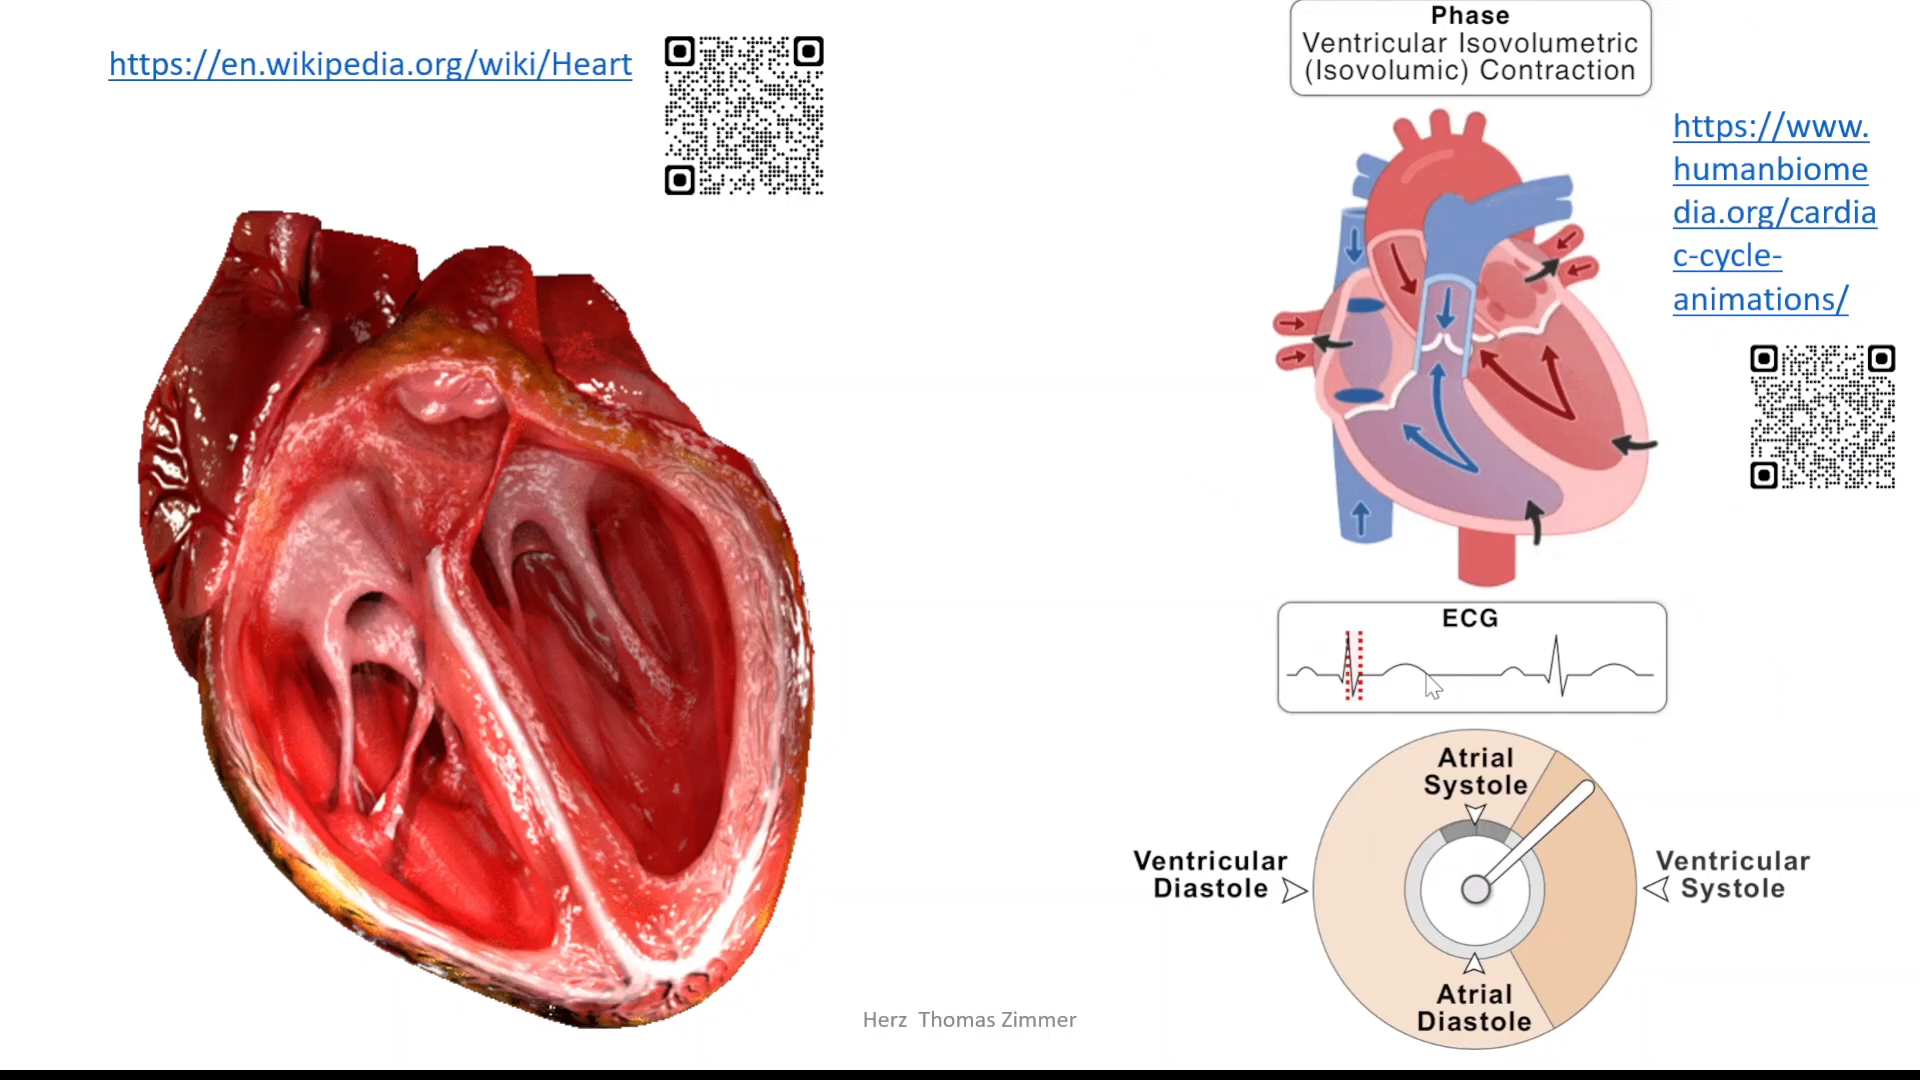 https://en.wikipedia.org/wiki/Heart
Phase
Ventricular Isovolumetric
(Isovolumic) Contraction
https://www.
humanbiome
dia.org/cardia
c-cycle-
animations/
ECG
Atrial
Systole
Ventricular
Diastole
Ventricular
Systole
Atrial
Diastole
Herz  Thomas Zimmer